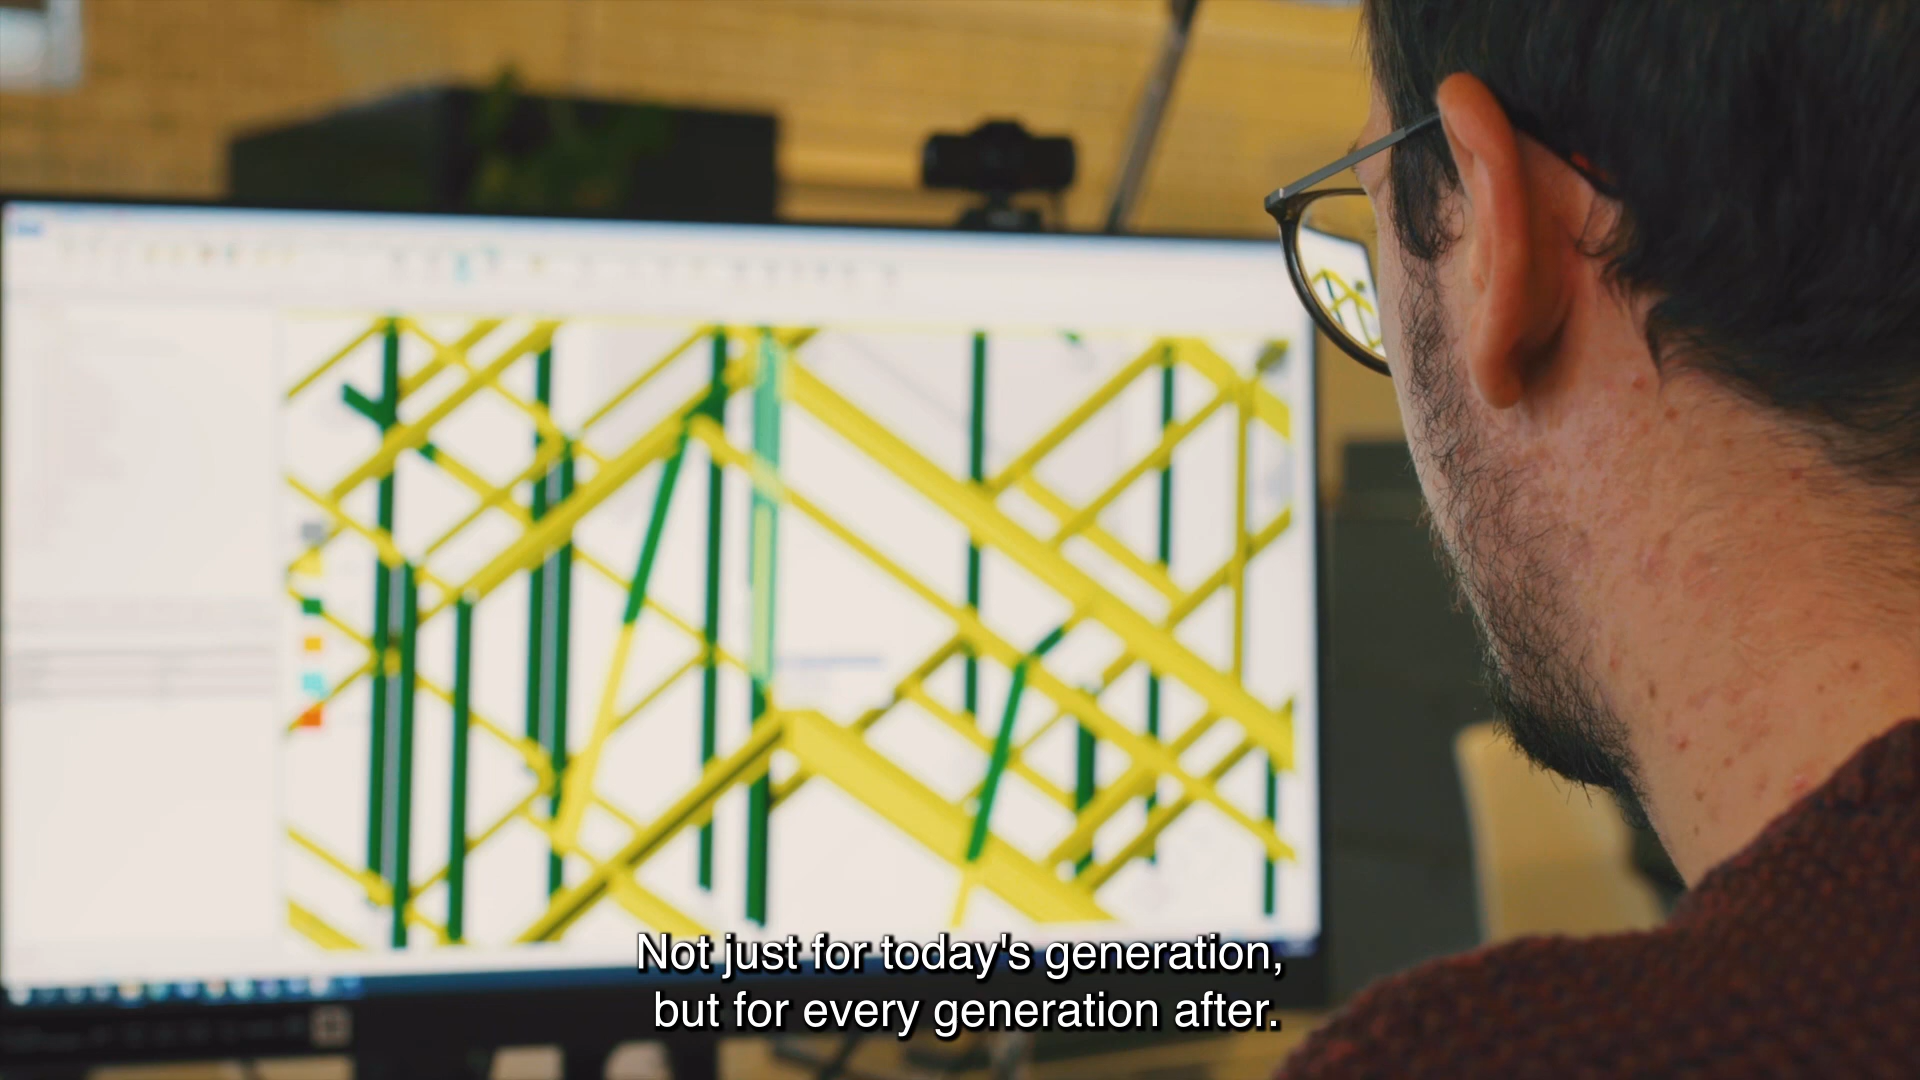 Not just for today's generation,
but for every generation after.